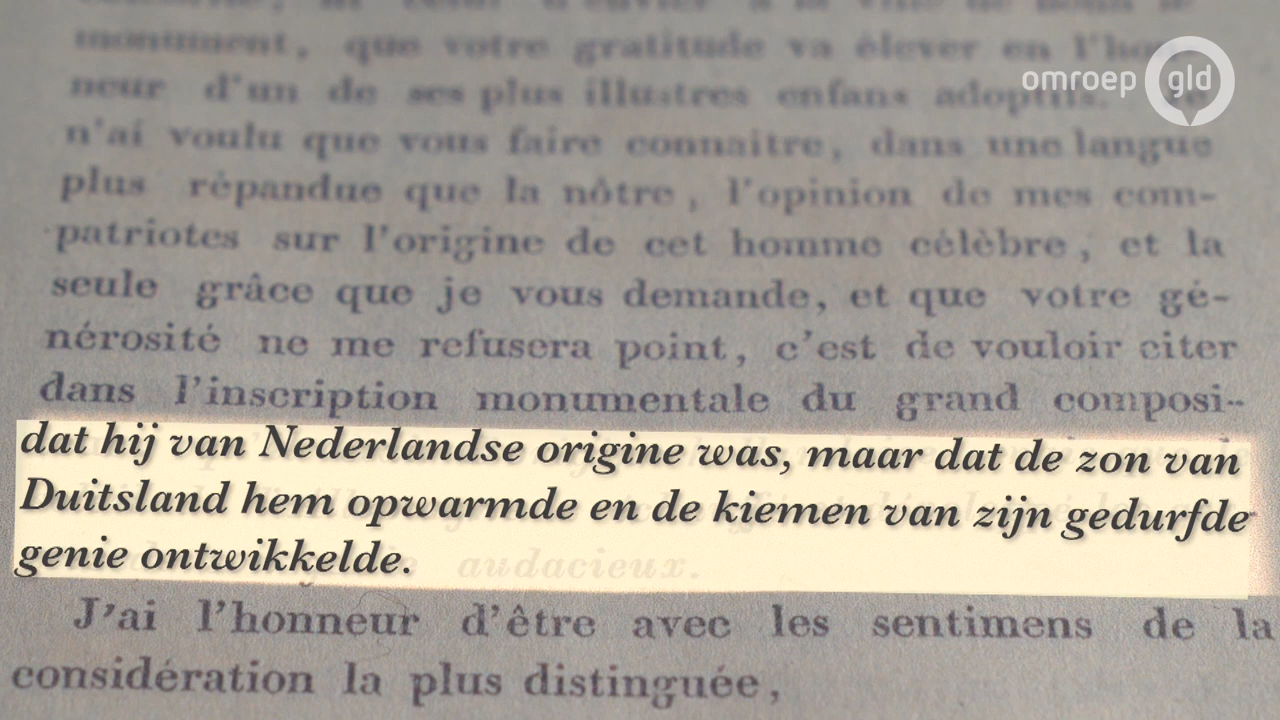 monument, que votre gratitude va élever en l'hon-
neur d'un de ses plus illustres enfans adoptifs. Je
n'ai voulu que vous faire connaitre, dans une langue
plus répandue que la nôtre, l'opinion de mes com-
patriotes sur l'origine de cet homme célèbre, et la
seule grâce que je vous demande, et que votre gé-
nérosité ne me refusera point, c'est de vouloir citer
dans l'inscription monumentale du grand composi-
dat hij van Nederlandse origine was, maar dat de zon van
Duitsland hem opwarmde en de kiemen van zijn gedurfde
genie ontwikkelde.
audacieux.
J'ai l'honneur d'être avec les sentimens de la
considération la plus distinguée,
omroep gld